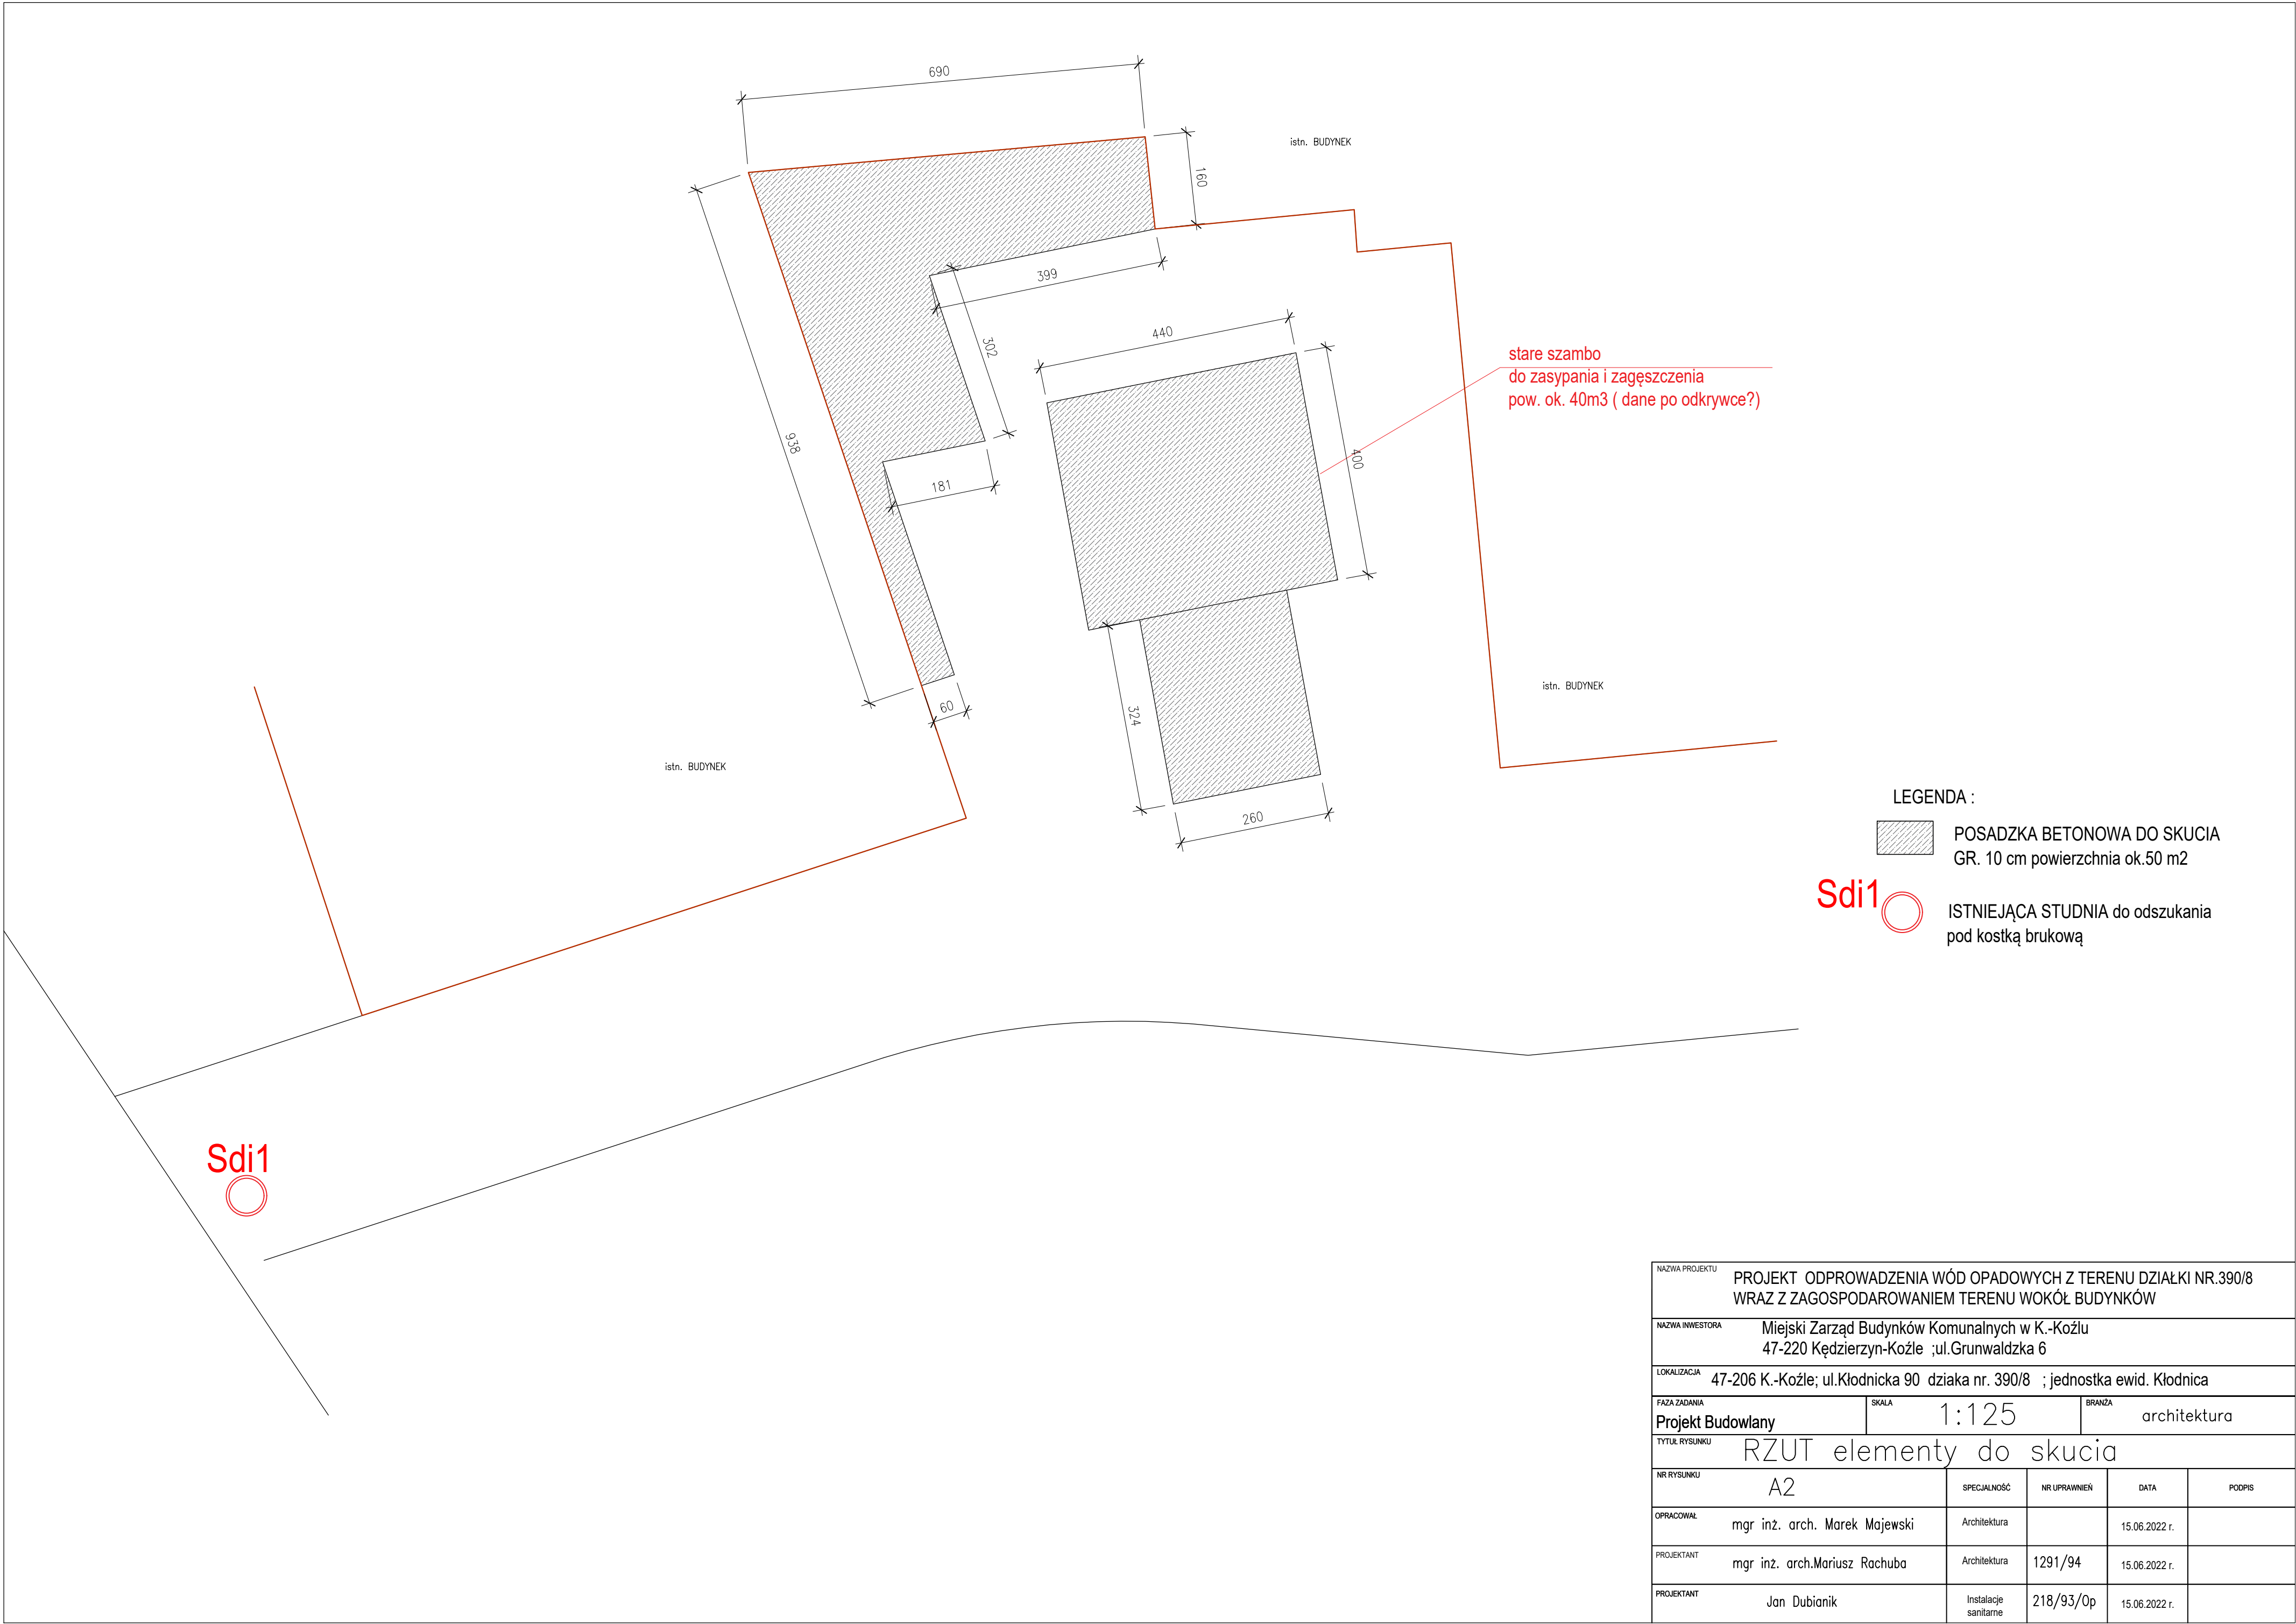 690
istn. BUDYNEK
160
399
302
440
938
181
400
stare szambo
do zasypania i zagęszczenia
pow. ok. 40m3 ( dane po odkrywce?)
60
324
260
istn. BUDYNEK
istn. BUDYNEK
LEGENDA :
POSADZKA BETONOWA DO SKUCIA
GR. 10 cm powierzchnia ok.50 m2
Sdi1
ISTNIEJĄCA STUDNIA do odszukania
pod kostką brukową
Sdi1
NAZWA PROJEKTU
PROJEKT ODPROWADZENIA WÓD OPADOWYCH Z TERENU DZIAŁKI NR.390/8
WRAZ Z ZAGOSPODAROWANIEM TERENU WOKÓŁ BUDYNKÓW
NAZWA INWESTORA
Miejski Zarząd Budynków Komunalnych w K.-Koźlu
47-220 Kędzierzyn-Koźle ;ul.Grunwaldzka 6
LOKALIZACJA
47-206 K.-Koźle; ul.Kłodnicka 90 dziaka nr. 390/8 ; jednostka ewid. Kłodnica
FAZA ZADANIA
Projekt Budowlany
SKALA
1:125
BRANŻA
architektura
TYTUŁ RYSUNKU
RZUT elementy do skucia
NR RYSUNKU
A2
SPECJALNOŚĆ
NR UPRAWNIEŃ
DATA
PODPIS
OPRACOWAŁ
mgr inż. arch. Marek Majewski
Architektura
15.06.2022 r.
PROJEKTANT
mgr inż. arch.Mariusz Rachuba
Architektura
1291/94
15.06.2022 r.
PROJEKTANT
Jan Dubianik
Instalacje
sanitarne
218/93/Op
15.06.2022 r.